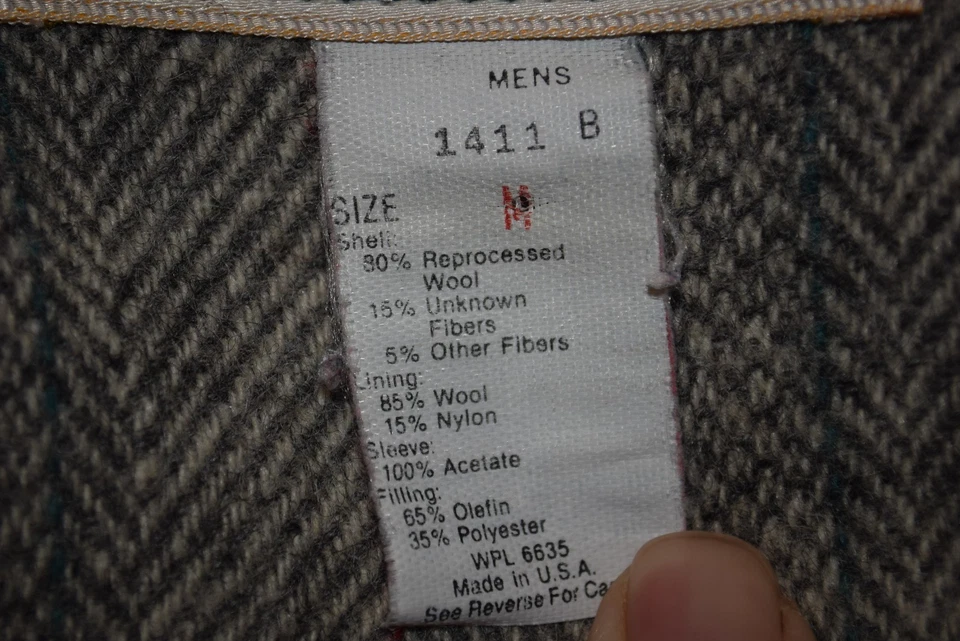 MENS
1411 B
SIZE M
Shell:
80% Reprocessed
Wool
15% Unknown
Fibers
5% Other Fibers
Lining:
85% Wool
15% Nylon
Sleeve:
100% Acetate
Filling:
65% Olefin
35% Polyester
WPL 6635
Made in U.S.A.
See Reverse For